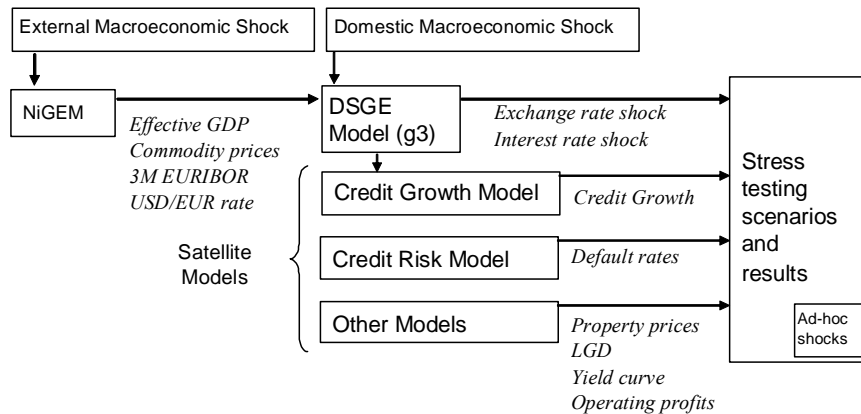 External Macroeconomic Shock
Domestic Macroeconomic Shock
NiGEM
Effective GDP
Commodity prices
3M EURIBOR
USD/EUR rate
DSGE
Model (g3)
Exchange rate shock
Interest rate shock
Satellite
Models
Credit Growth Model
Credit Growth
Credit Risk Model
Default rates
Other Models
Property prices
LGD
Yield curve
Operating profits
Stress
testing
scenarios
and
results
Ad-hoc
shocks